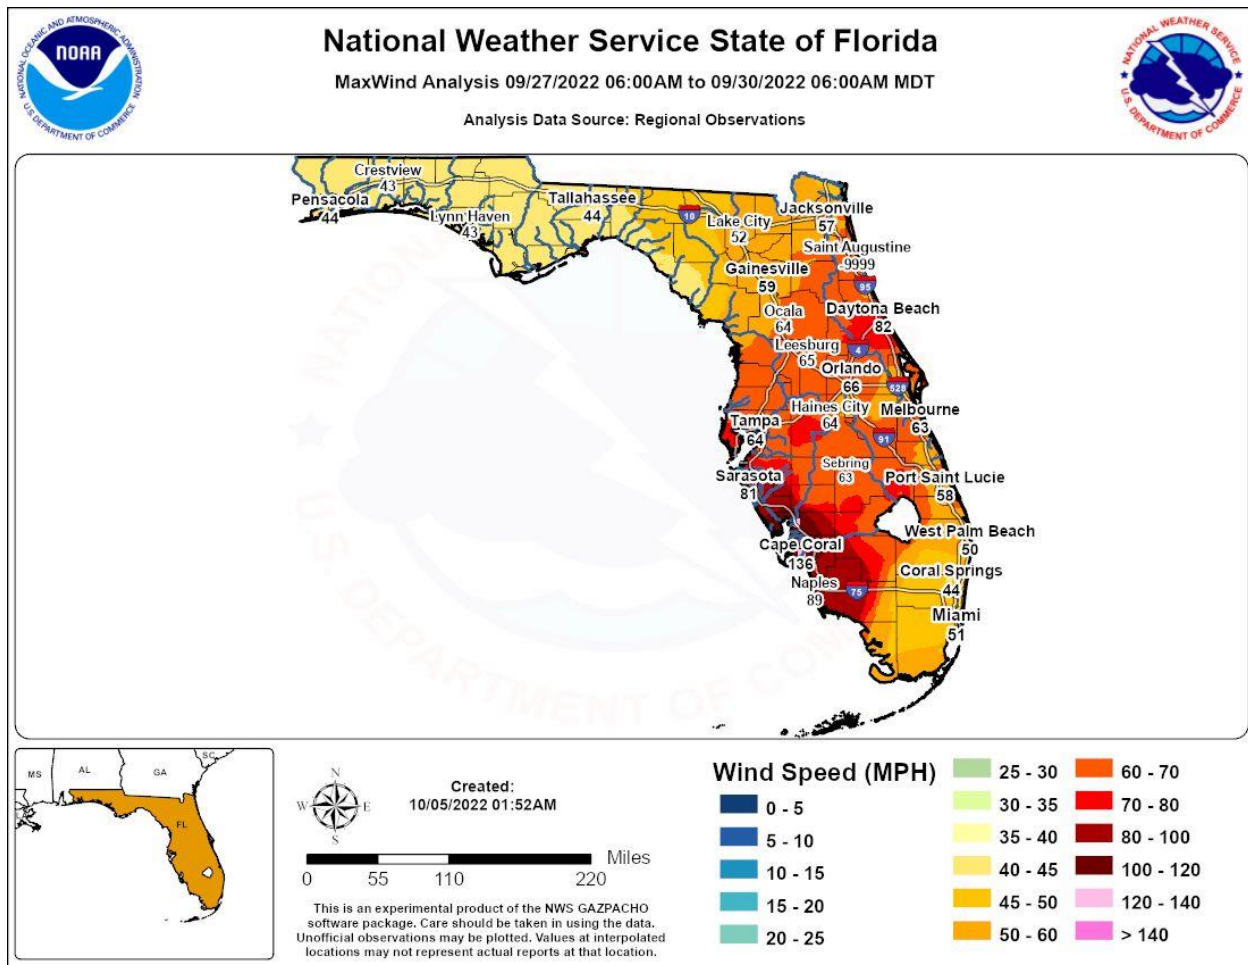 National Weather Service State of Florida
MaxWind Analysis 09/27/2022 06:00AM to 09/30/2022 06:00AM MDT
Analysis Data Source: Regional Observations
NATIONAL OCEANIC AND ATMOSPHERIC ADMINISTRATION
NOAA
U.S. DEPARTMENT OF COMMERCE
NATIONAL WEATHER SERVICE
U.S. DEPARTMENT OF COMMERCE
Crestview
43
Pensacola
44
Lynn Haven
43
Tallahassee
44
10
Lake City
52
Jacksonville
57
Saint Augustine
-9999
Gainesville
59
95
Ocala
64
Daytona Beach
82
Leesburg
65
4
Orlando
66
528
Haines City
64
Melbourne
63
Tampa
64
91
Sebring
63
Sarasota
81
Port Saint Lucie
58
West Palm Beach
50
Cape Coral
136
Coral Springs
44
Naples
89
75
Miami
51
U.S. DEPARTMENT OF COM
MS
AL
GA
SC
FL
N
W
E
S
Created:
10/05/2022 01:52AM
Miles
0 55 110 220
This is an experimental product of the NWS GAZPACHO
software package. Care should be taken in using the data.
Unofficial observations may be plotted. Values at interpolated
locations may not represent actual reports at that location.
Wind Speed (MPH)
0 - 5
5 - 10
10 - 15
15 - 20
20 - 25
25 - 30
30 - 35
35 - 40
40 - 45
45 - 50
50 - 60
60 - 70
70 - 80
80 - 100
100 - 120
120 - 140
> 140